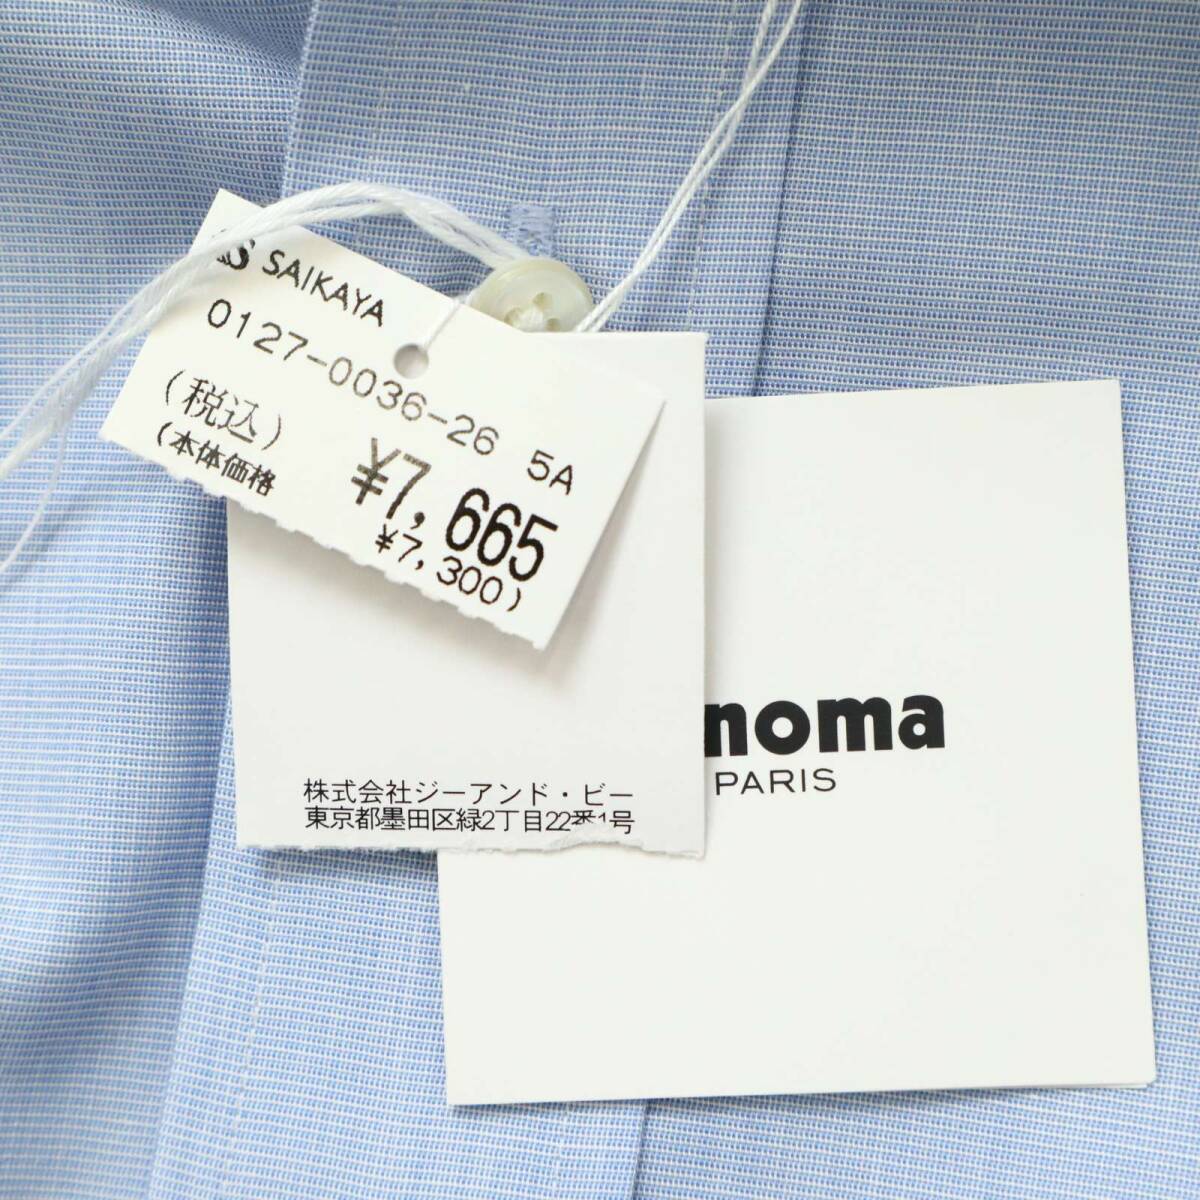 SAIKAYA
0127-0036-26 5A
(税込) ¥7,665
(本体価格 ¥7,300)
noma
PARIS
株式会社ジーアンド・ビー
東京都墨田区緑2丁目22番1号